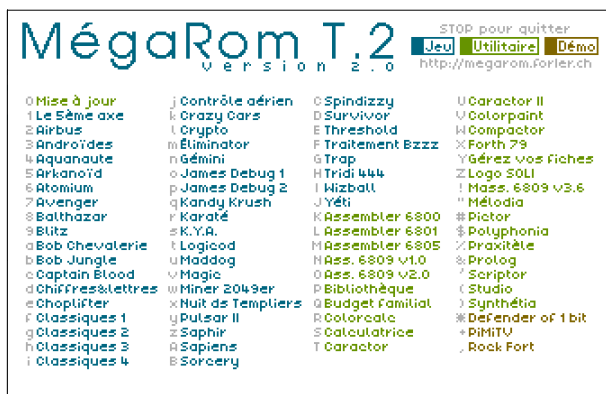 MégaRom T.2
version 2.0
STOP pour quitter
Jeu Utilitaire Démo
http://megarom.forler.ch
0 Mise à jour
1 Le 5ème axe
2 Airbus
3 Androïdes
4 Aquanaute
5 Arkanoïd
6 Atomium
7 Avenger
8 Balthazar
9 Blitz
a Bob Chevalerie
b Bob Jungle
c Captain Blood
d Chiffres&lettres
e Choplifter
f Classiques 1
g Classiques 2
h Classiques 3
i Classiques 4
j Contrôle aérien
k Crazy Cars
l Crypto
m Éliminator
n Gémini
o James Debug 1
p James Debug 2
q Kandy Krush
r Karaté
s K.Y.A.
t Logicod
u Maddog
v Magic
w Miner 2049er
x Nuit ds Templiers
y Pulsar II
z Saphir
A Sapiens
B Sorcery
C Spindizzy
D Survivor
E Threshold
F Traitement Bzzz
G Trap
H Tridi 444
I Wizball
J Yéti
K Assembler 6800
L Assembler 6801
M Assembler 6805
N Ass. 6809 v1.0
O Ass. 6809 v2.0
P Bibliothèque
Q Budget familial
R Colorcalc
S Calculatrice
T Caractor
U Caractor II
V Colorpaint
W Compactor
X Forth 79
Y Gérez vos fiches
Z Logo SOLI
! Mass. 6809 v3.6
" Mélodia
# Pictor
$ Polyphonia
% Praxitèle
& Prolog
' Scriptor
( Studio
) Synthétia
* Defender of 1 bit
+ PiMiTV
, Rock Fort